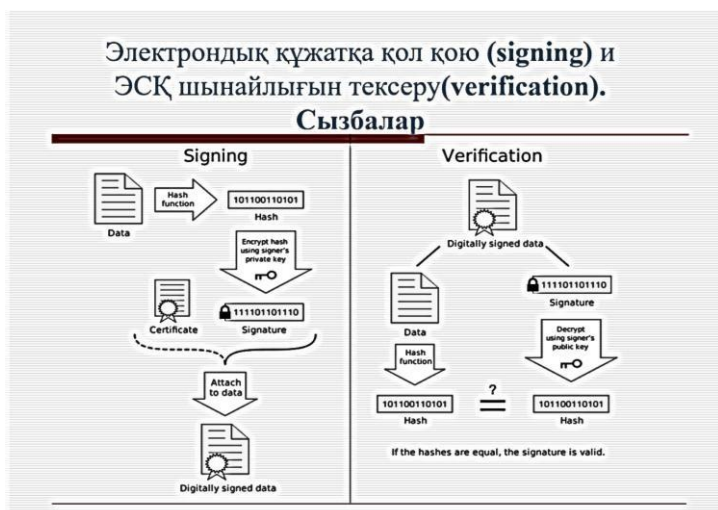 Электрондық құжатқа қол қою (signing) и
ЭСҚ шынайлығын тексеру(verification).
Сызбалар
Signing
Data
Hash
function
101100110101
Hash
Encrypt hash
using signer's
private key
Certificate
111101101110
Signature
Attach
to data
Digitally signed data
Verification
Digitally signed data
Data
Hash
function
101100110101
Hash
111101101110
Signature
Decrypt
using signer's
public key
101100110101
Hash
?
=
If the hashes are equal, the signature is valid.